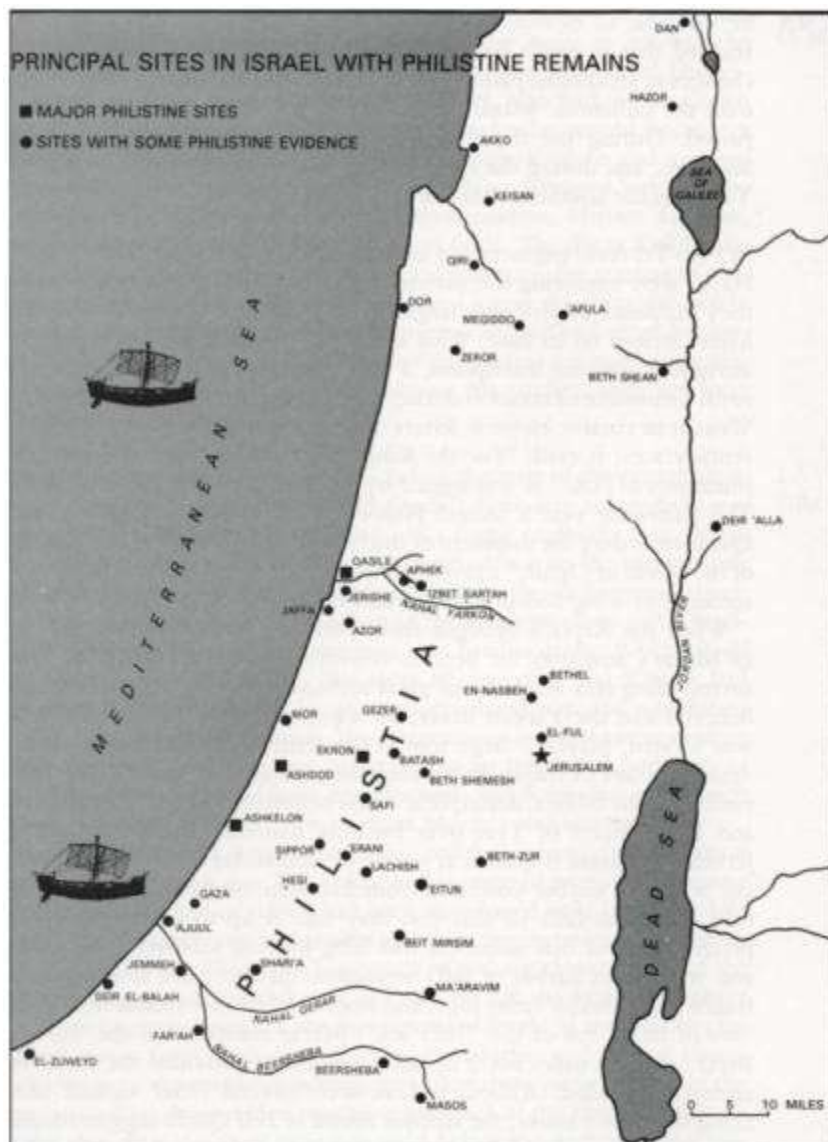 PRINCIPAL SITES IN ISRAEL WITH PHILISTINE REMAINS
■ MAJOR PHILISTINE SITES
● SITES WITH SOME PHILISTINE EVIDENCE
DAN
HAZOR
AKKO
SEA
OF
GALILEE
KEISAN
QIRI
DOR
'AFULA
MEGIDDO
ZEROR
BETH SHEAN
MEDITERRANEAN SEA
DEIR 'ALLA
QASILE
APHEK
JERISHE
'IZBET SARTAH
NAHAL YARKON
JAFFA
AZOR
JORDAN RIVER
BETHEL
EN-NASBEH
MOR
GEZER
EL-FUL
EKRON
BATASH
JERUSALEM
ASHDOD
BETH SHEMESH
SAFI
ASHKELON
PHILISTIA
SIPPOR
ERANI
BETH-ZUR
LACHISH
HESI
'EITUN
DEAD SEA
GAZA
'AJJUL
BEIT MIRSIM
JEMMEH
SHARI'A
DEIR EL-BALAH
MA'ARAVIM
NAHAL GERAR
FAR'AH
NAHAL BEERSHEBA
EL-ZUWEYD
BEERSHEBA
MASOS
0 5 10 MILES